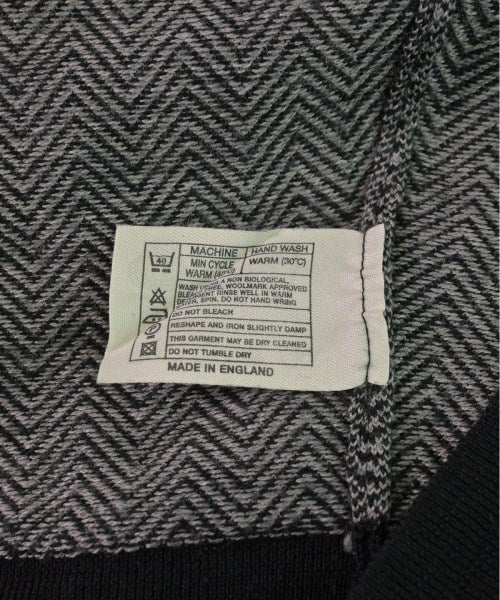 40
MACHINE HAND WASH
MIN CYCLE WARM (30°C)
WARM (40°C)
A NON BIOLOGICAL,
WASH WOOLMARK APPROVED
RINSE WELL IN WARM
SPIN. DO NOT HAND WRING
DO NOT BLEACH
RESHAPE AND IRON SLIGHTLY DAMP
THIS GARMENT MAY BE DRY CLEANED
DO NOT TUMBLE DRY
MADE IN ENGLAND